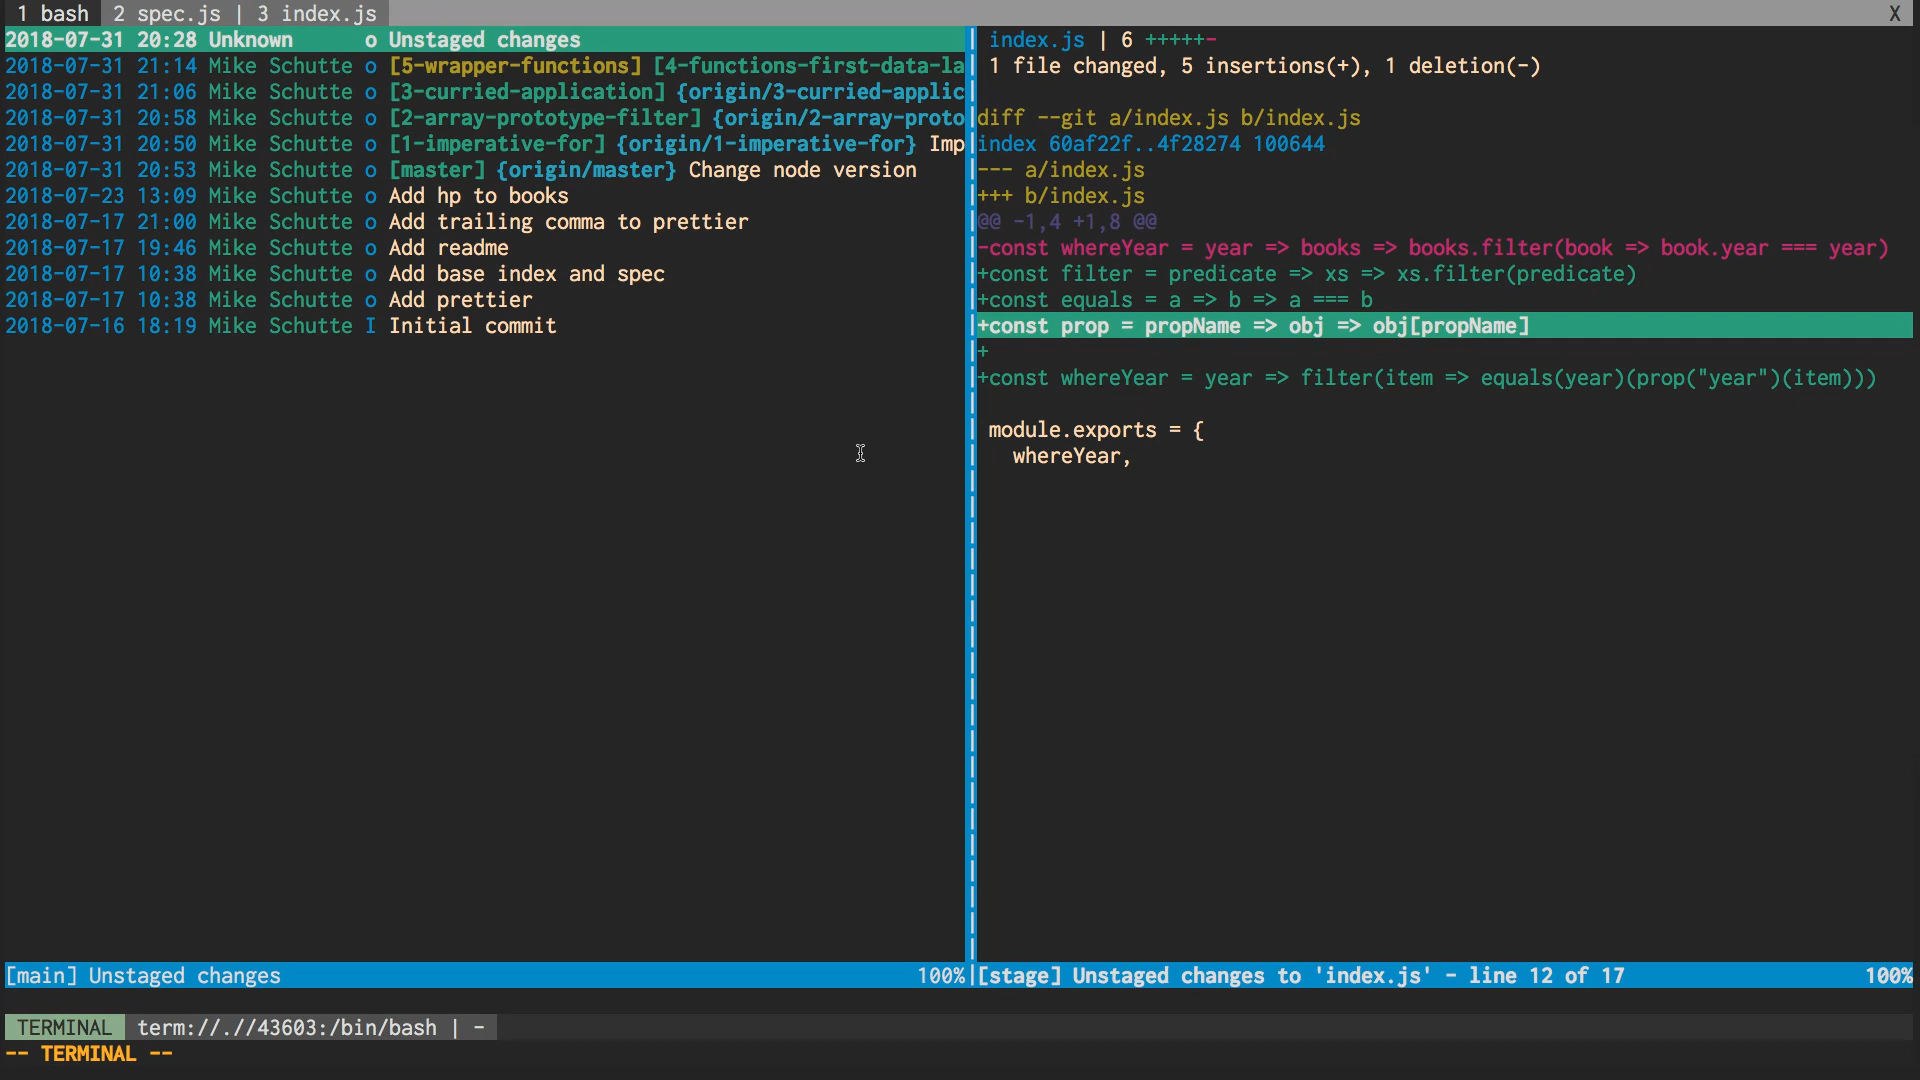 1 bash  2 spec.js | 3 index.js X
2018-07-31 20:28 Unknown o Unstaged changes
2018-07-31 21:14 Mike Schutte o [5-wrapper-functions] [4-functions-first-data-la
2018-07-31 21:06 Mike Schutte o [3-curried-application] {origin/3-curried-applic
2018-07-31 20:58 Mike Schutte o [2-array-prototype-filter] {origin/2-array-proto
2018-07-31 20:50 Mike Schutte o [1-imperative-for] {origin/1-imperative-for} Imp
2018-07-31 20:53 Mike Schutte o [master] {origin/master} Change node version
2018-07-23 13:09 Mike Schutte o Add hp to books
2018-07-17 21:00 Mike Schutte o Add trailing comma to prettier
2018-07-17 19:46 Mike Schutte o Add readme
2018-07-17 10:38 Mike Schutte o Add base index and spec
2018-07-17 10:38 Mike Schutte o Add prettier
2018-07-16 18:19 Mike Schutte I Initial commit
[main] Unstaged changes 100%
index.js | 6 +++++-
1 file changed, 5 insertions(+), 1 deletion(-)
diff --git a/index.js b/index.js
index 60af22f..4f28274 100644
--- a/index.js
+++ b/index.js
@@ -1,4 +1,8 @@
-const whereYear = year => books => books.filter(book => book.year === year)
+const filter = predicate => xs => xs.filter(predicate)
+const equals = a => b => a === b
+const prop = propName => obj => obj[propName]
+
+const whereYear = year => filter(item => equals(year)(prop("year")(item)))
module.exports = {
whereYear,
[stage] Unstaged changes to 'index.js' - line 12 of 17 100%
TERMINAL term://.//43603:/bin/bash | -
-- TERMINAL --